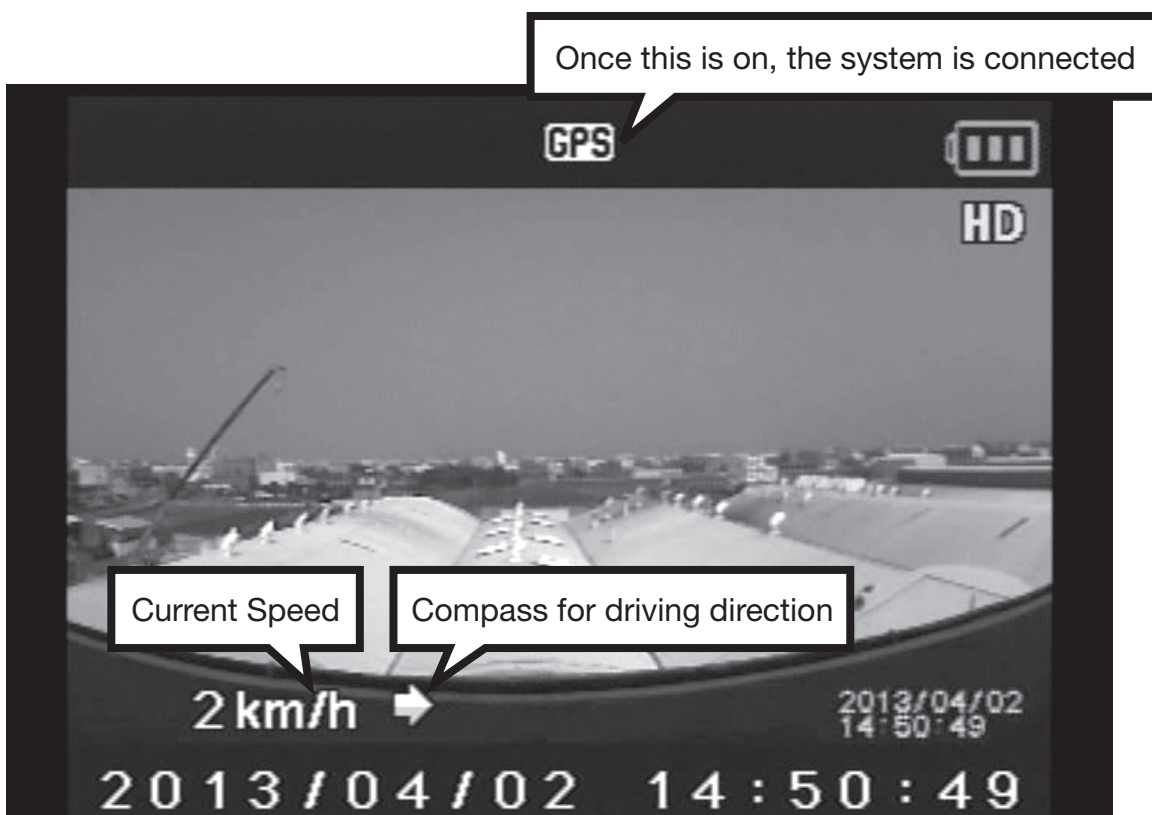 Once this is on, the system is connected
GPS
HD
Current Speed
Compass for driving direction
2 km/h
2013/04/02
14:50:49
2013/04/02 14:50:49